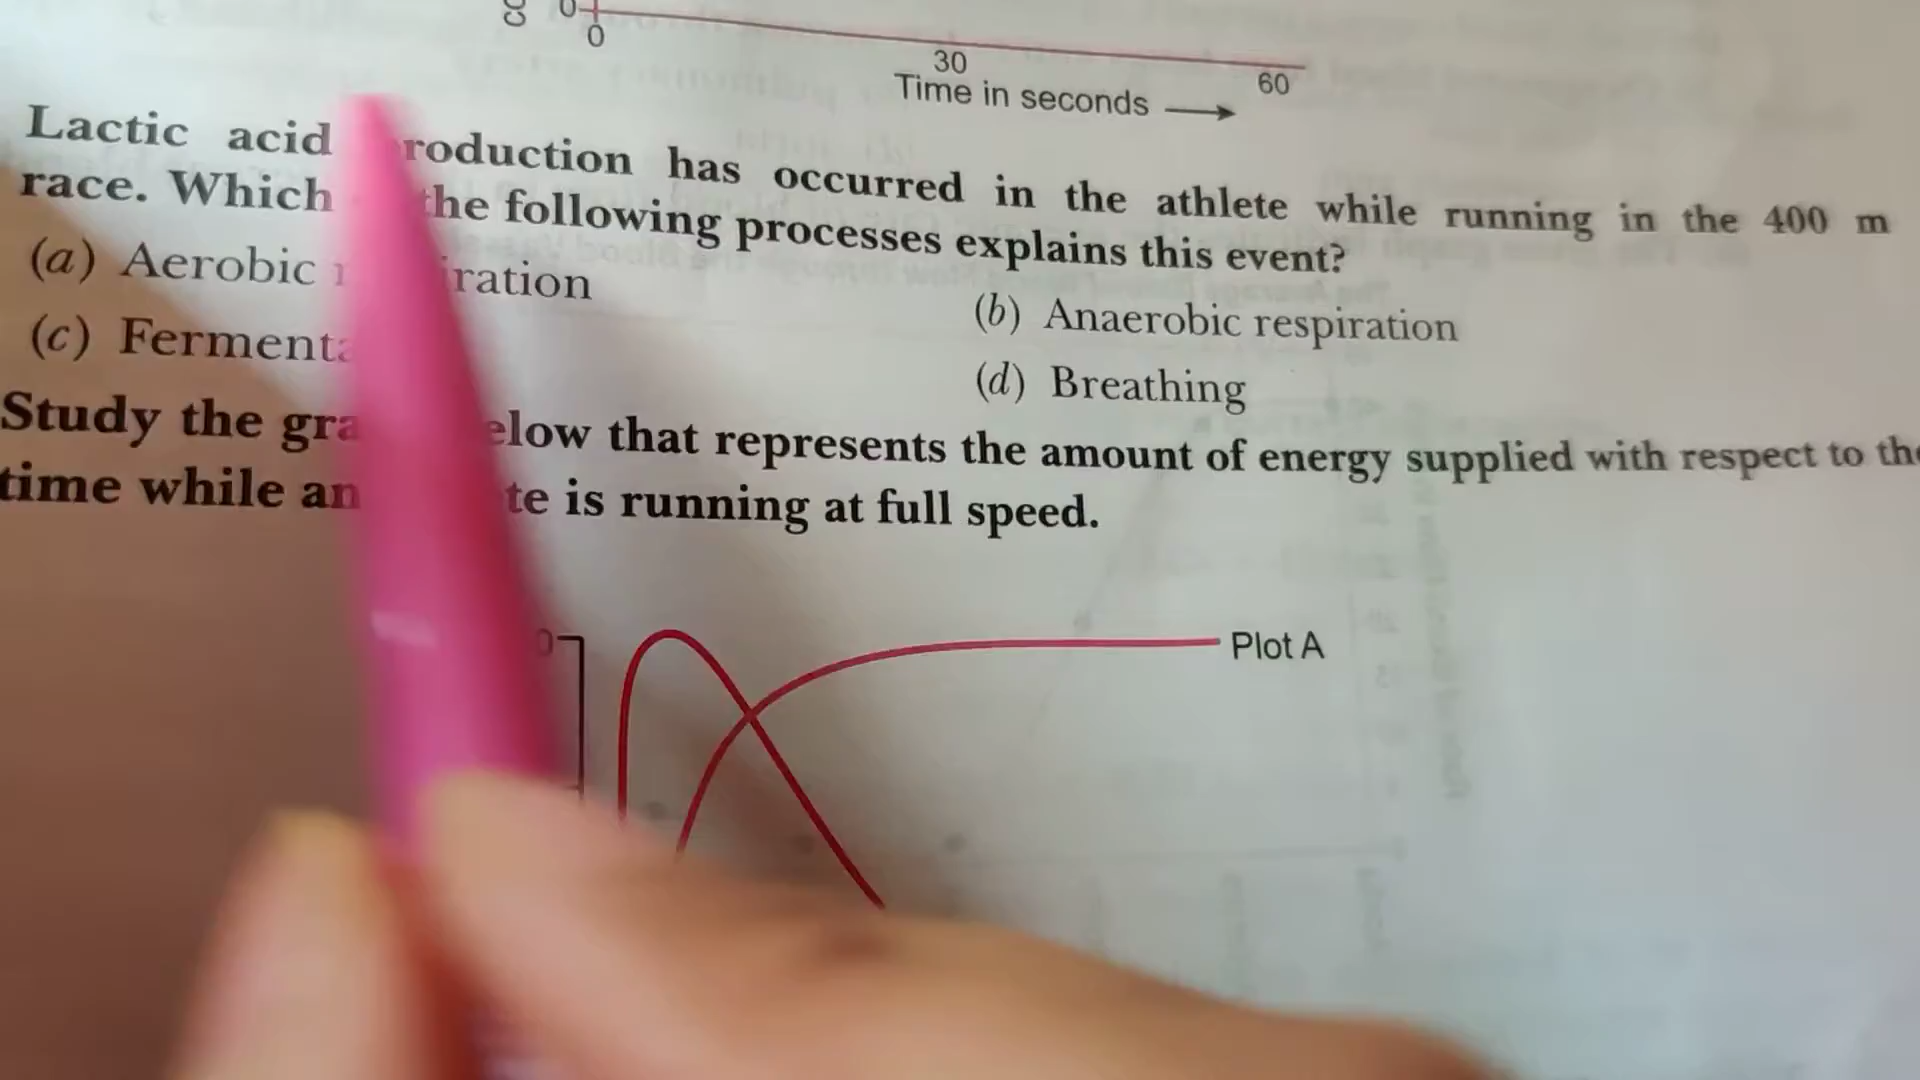 0
0
30
60
Time in seconds
Lactic acid roduction has occurred in the athlete while running in the 400 m
race. Which the following processes explains this event?
(a) Aerobic iration
(b) Anaerobic respiration
(c) Fermenta
(d) Breathing
Study the gra elow that represents the amount of energy supplied with respect to the
time while an te is running at full speed.
0
Plot A